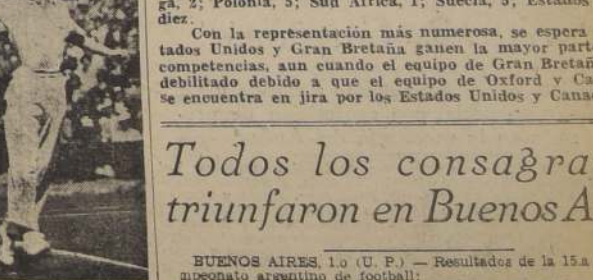 ga, 2; Polonia, 5; Sud Africa, 1; Suecia, 5; Estados
diez.
Con la representación más numerosa, se espera
tados Unidos y Gran Bretaña ganen la mayor part
competencias, aun cuando el equipo de Gran Bretañ
debilitado debido a que el equipo de Oxford y Ca
se encuentra en jira por los Estados Unidos y Cana
Todos los consagra
triunfaron en Buenos A
BUENOS AIRES, 1.o (U. P.) — Resultados de la 15.a
mpeonato argentino de football: